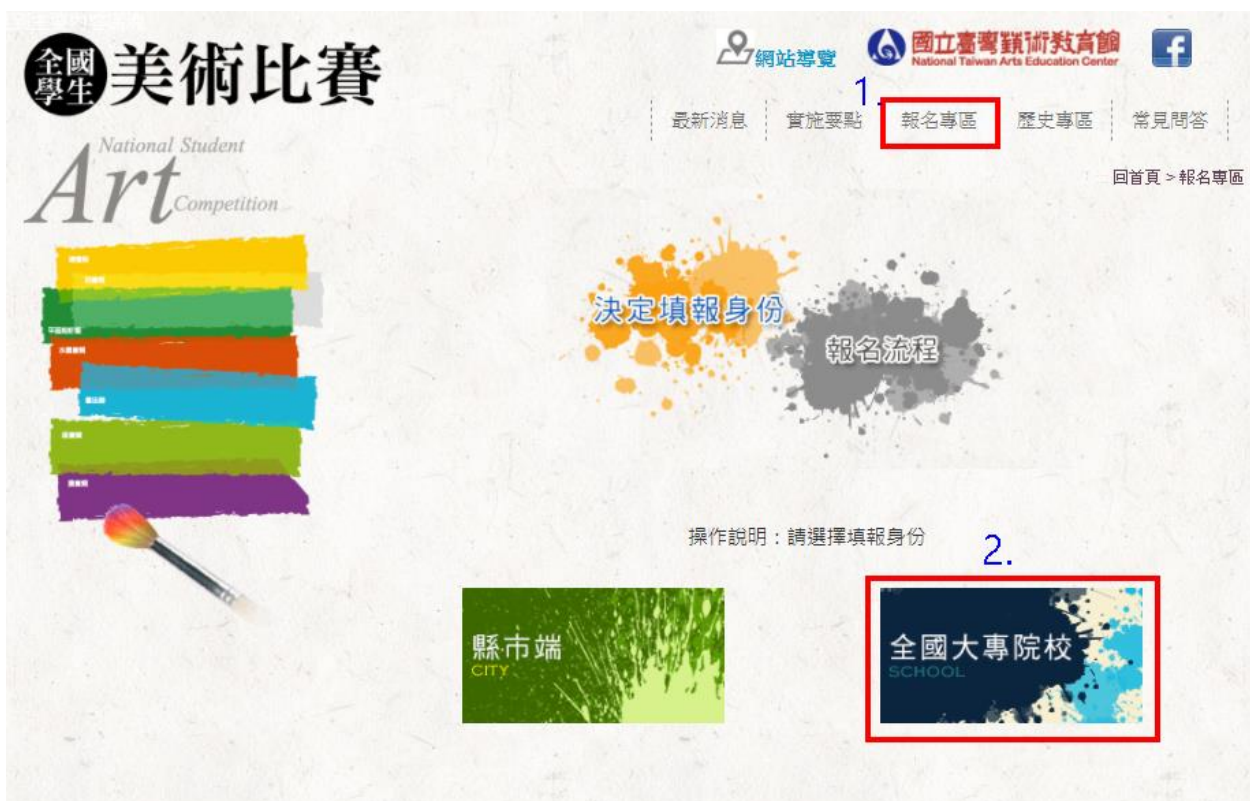 全國
學生
美術比賽
National Student
Art
Competition
網站導覽
國立臺灣藝術教育館
National Taiwan Arts Education Center
f
1.
最新消息
實施要點
報名專區
歷史專區
常見問答
回首頁 > 報名專區
決定填報身份
報名流程
操作說明：請選擇填報身份
2.
縣市端
CITY
全國大專院校
SCHOOL